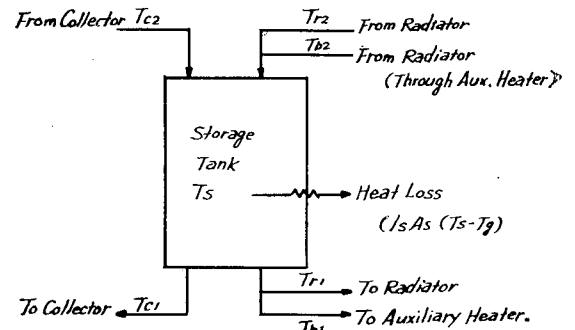 From Collector Tc2
Tr2 From Radiator
Tb2 From Radiator
(Through Aux. Heater)
Storage
Tank
Ts
Heat Loss
(/s As (Ts-Tg)
Tr1 To Radiator
To Collector Tc1
Tb1 To Auxiliary Heater.